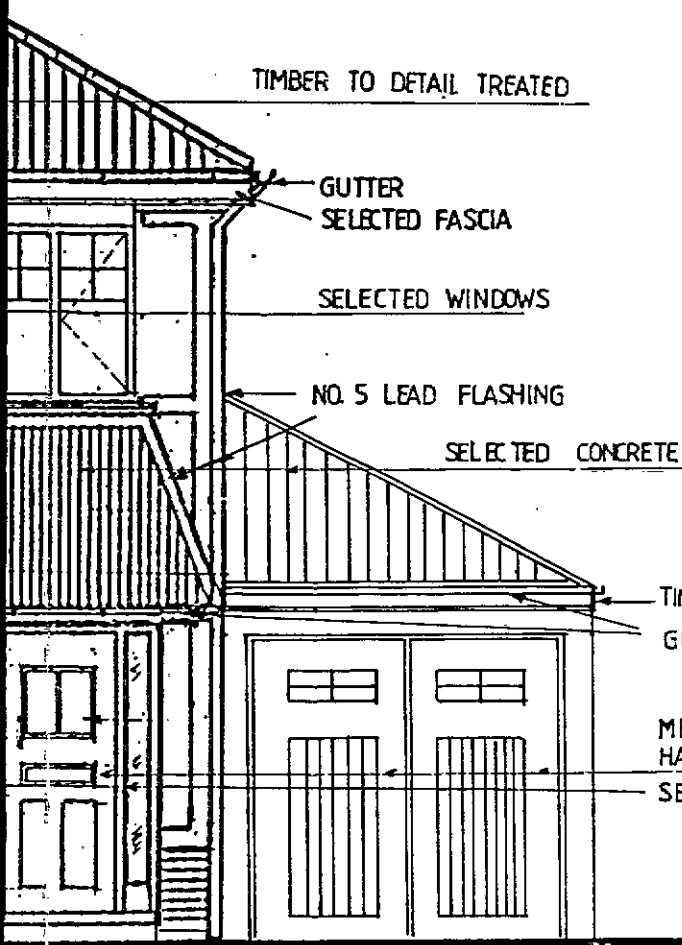 TIMBER TO DETAIL TREATED
GUTTER
SELECTED FASCIA
SELECTED WINDOWS
NO. 5 LEAD FLASHING
SELECTED CONCRETE